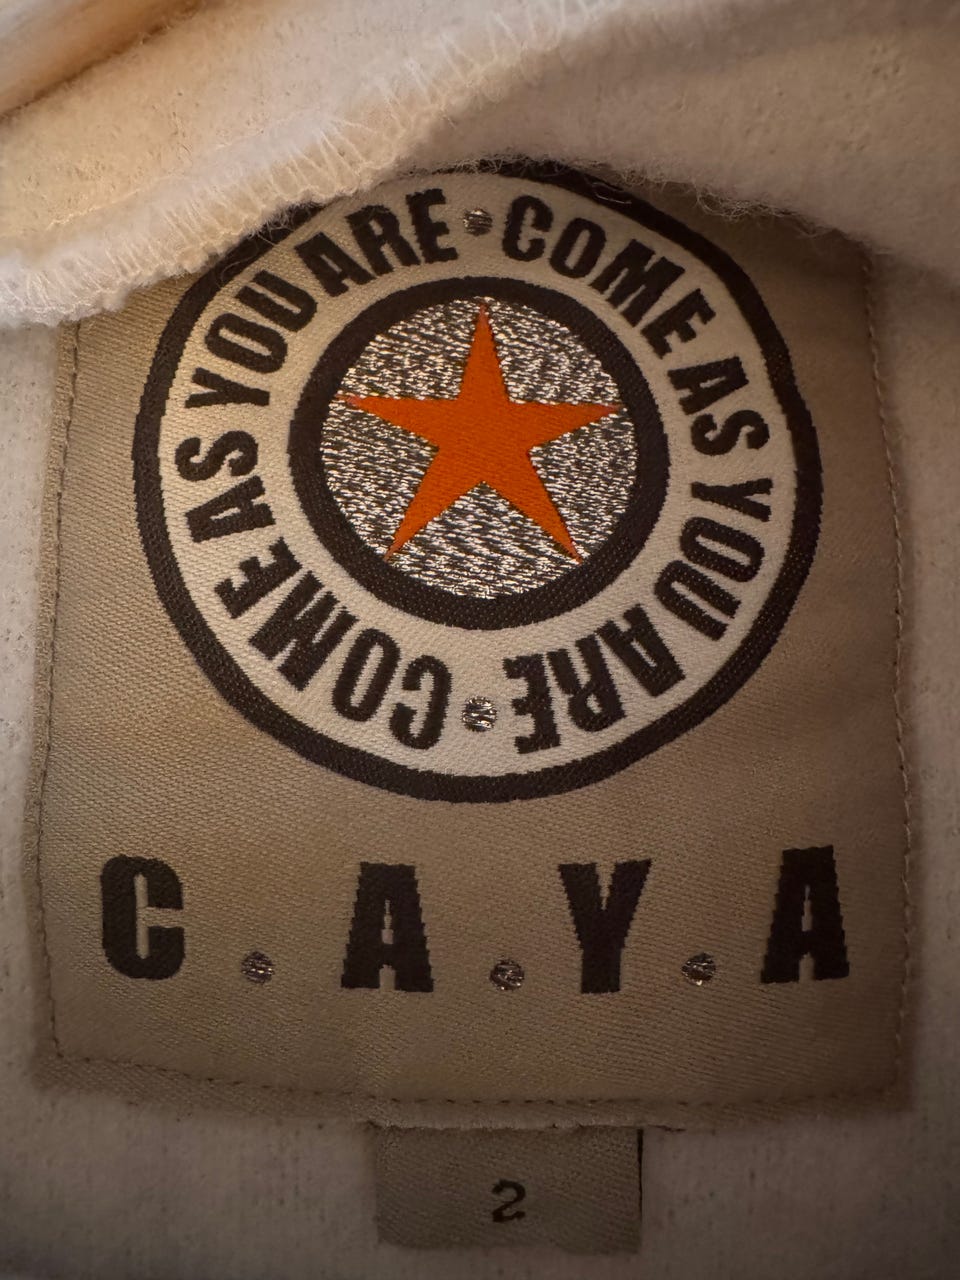 COME AS YOU ARE • COME AS YOU ARE •
C.A.Y.A
2